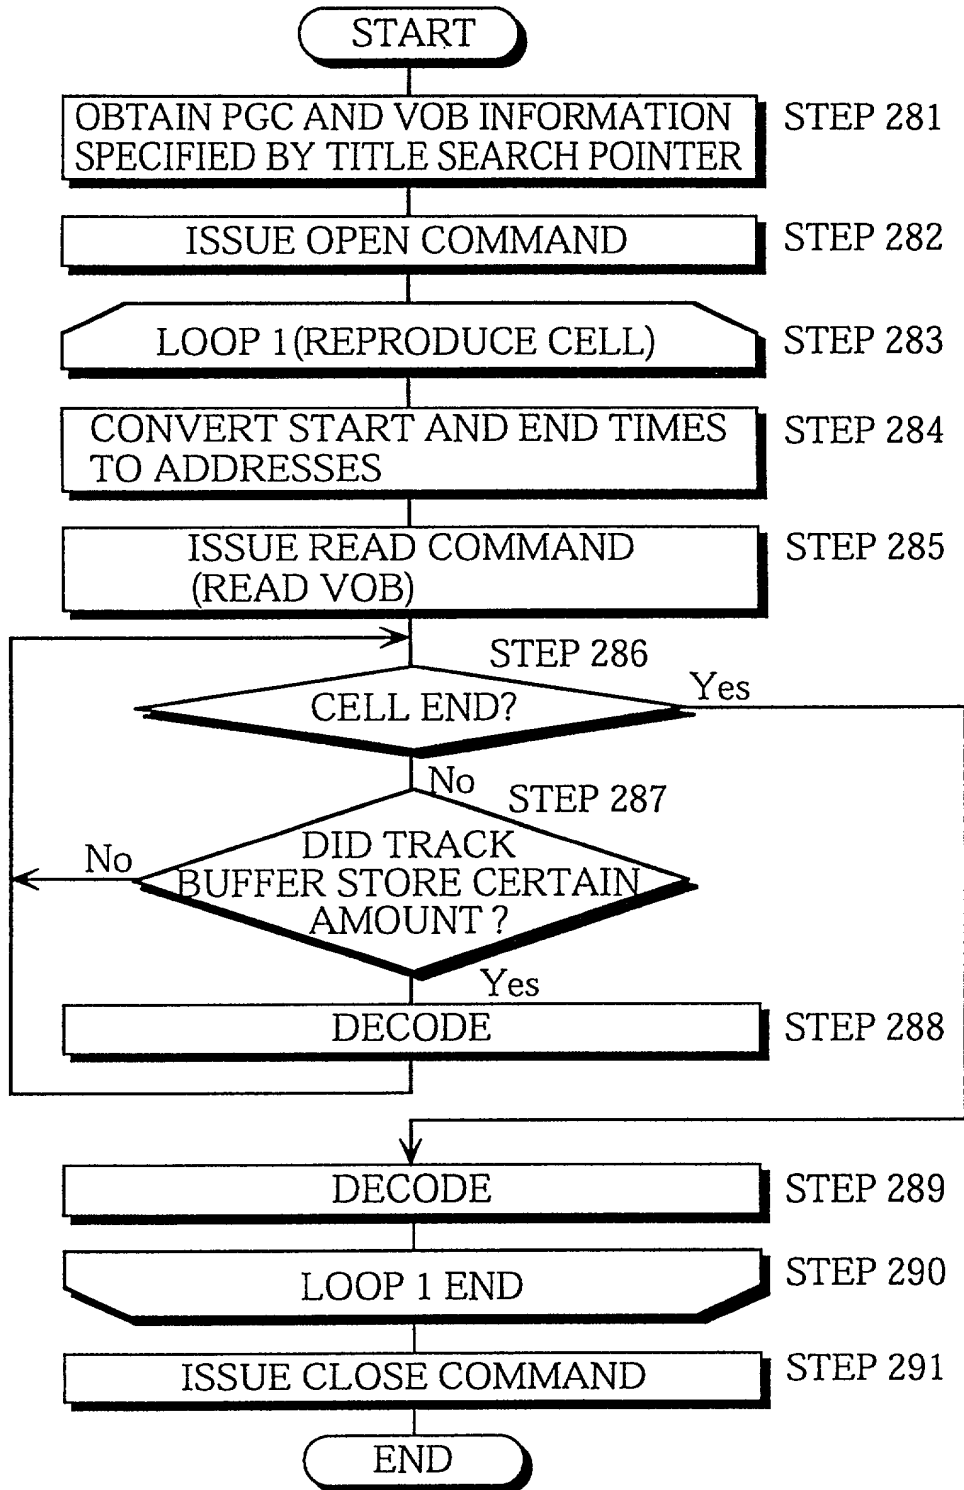 START
OBTAIN PGC AND VOB INFORMATION
SPECIFIED BY TITLE SEARCH POINTER
STEP 281
ISSUE OPEN COMMAND
STEP 282
LOOP 1(REPRODUCE CELL)
STEP 283
CONVERT START AND END TIMES
TO ADDRESSES
STEP 284
ISSUE READ COMMAND
(READ VOB)
STEP 285
STEP 286
CELL END?
Yes
No
STEP 287
DID TRACK
BUFFER STORE CERTAIN
AMOUNT ?
No
Yes
DECODE
STEP 288
DECODE
STEP 289
LOOP 1 END
STEP 290
ISSUE CLOSE COMMAND
STEP 291
END